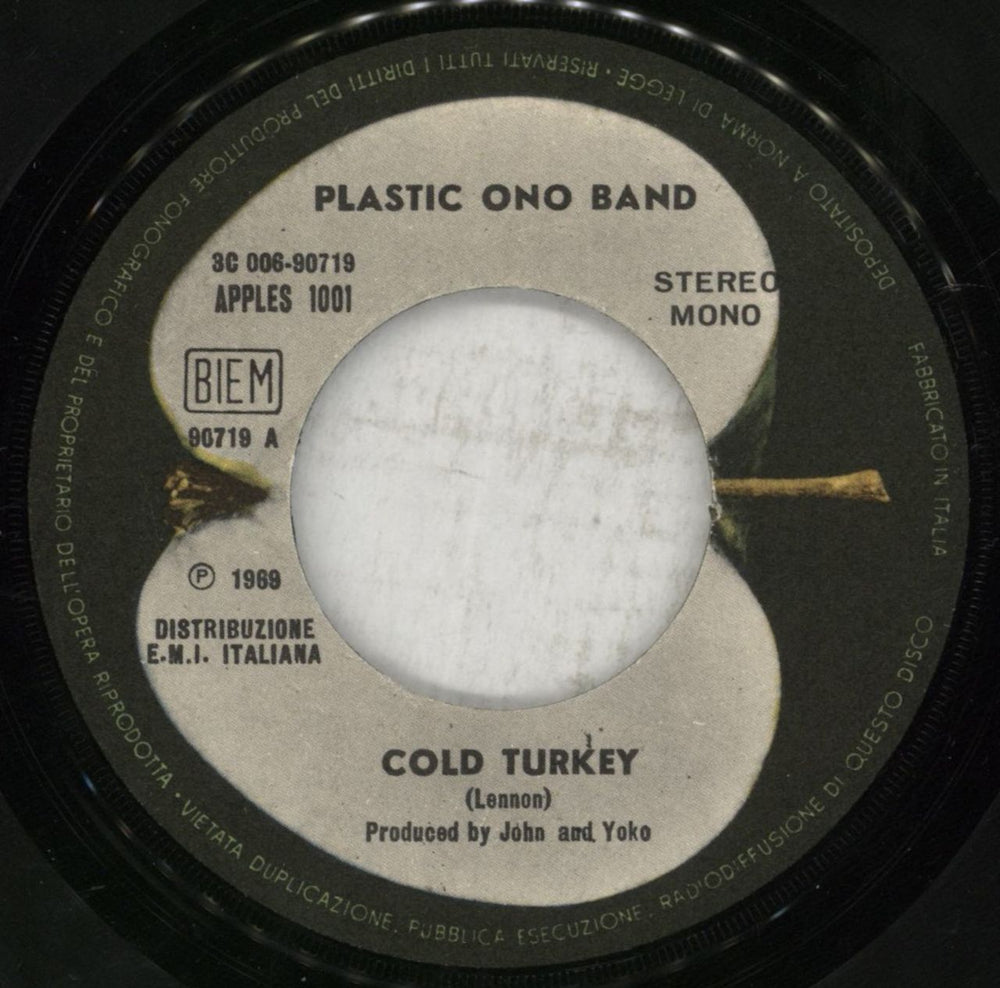 PLASTIC ONO BAND
3C 006-90719
APPLES 1001
STEREO
MONO
BIEM
90719 A
℗ 1969
DISTRIBUZIONE
E.M.I. ITALIANA
COLD TURKEY
(Lennon)
Produced by John and Yoko
FABBRICATO IN ITALIA
DEPOSITATO A NORMA DI LEGGE · RISERVATI TUTTI I DIRITTI DEL PRODUTTORE FONOGRAFICO E DEL PROPRIETARIO DELL'OPERA RIPRODOTTA · VIETATA DUPLICAZIONE, PUBBLICA ESECUZIONE, RADIODIFFUSIONE DI QUESTO DISCO